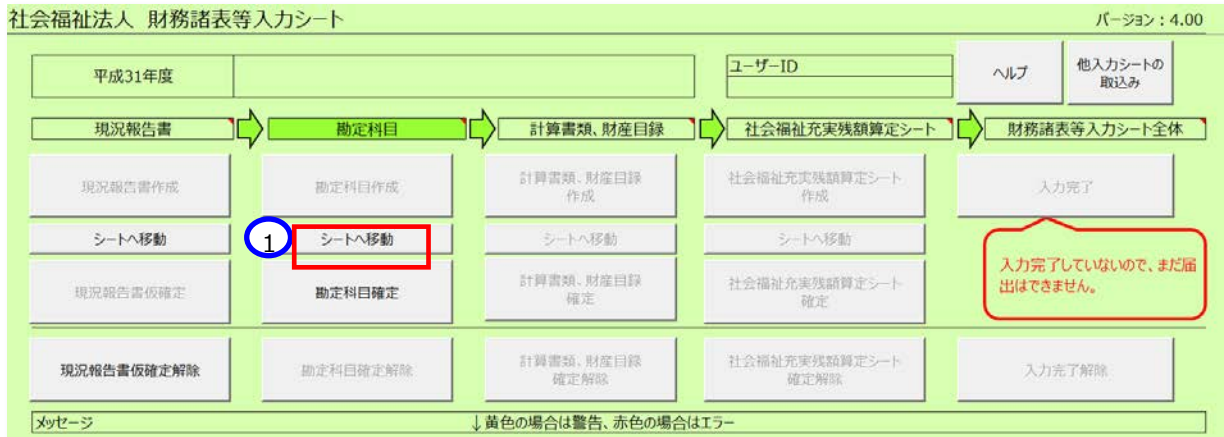 社会福祉法人 財務諸表等入力シート
バージョン：4.00
平成31年度
ユーザーID
ヘルプ
他入力シートの
取込み
現況報告書
勘定科目
計算書類、財産目録
社会福祉充実残額算定シート
財務諸表等入力シート全体
現況報告書作成
勘定科目作成
計算書類、財産目録
作成
社会福祉充実残額算定シート
作成
入力完了
シートへ移動
1
シートへ移動
シートへ移動
シートへ移動
入力完了していないので、まだ届
出はできません。
現況報告書仮確定
勘定科目確定
計算書類、財産目録
確定
社会福祉充実残額算定シート
確定
現況報告書仮確定解除
勘定科目確定解除
計算書類、財産目録
確定解除
社会福祉充実残額算定シート
確定解除
入力完了解除
メッセージ
↓黄色の場合は警告、赤色の場合はエラー